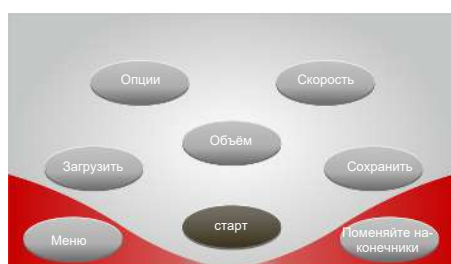 Опции
Скорость
Объём
Загрузить
Сохранить
старт
Меню
Поменяйте на-
конечники